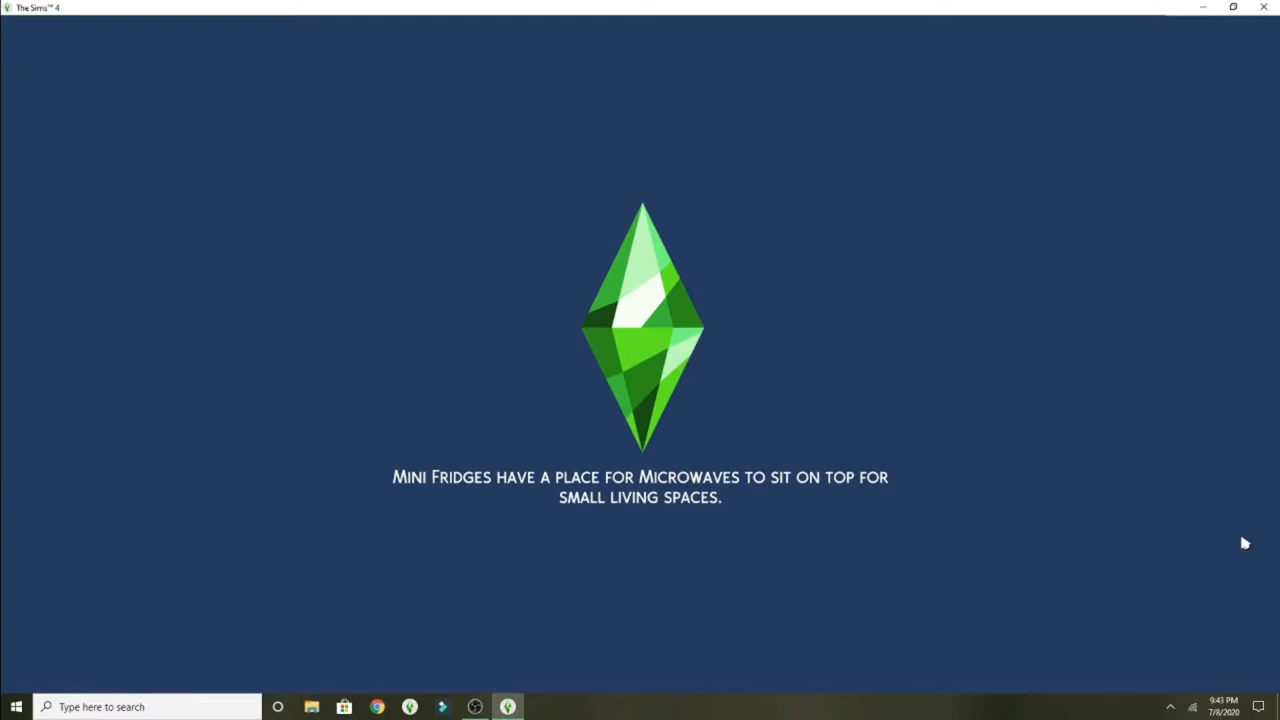 The Sims™ 4
Mini Fridges have a place for Microwaves to sit on top for
small living spaces.
Type here to search
9:43 PM
7/8/2020